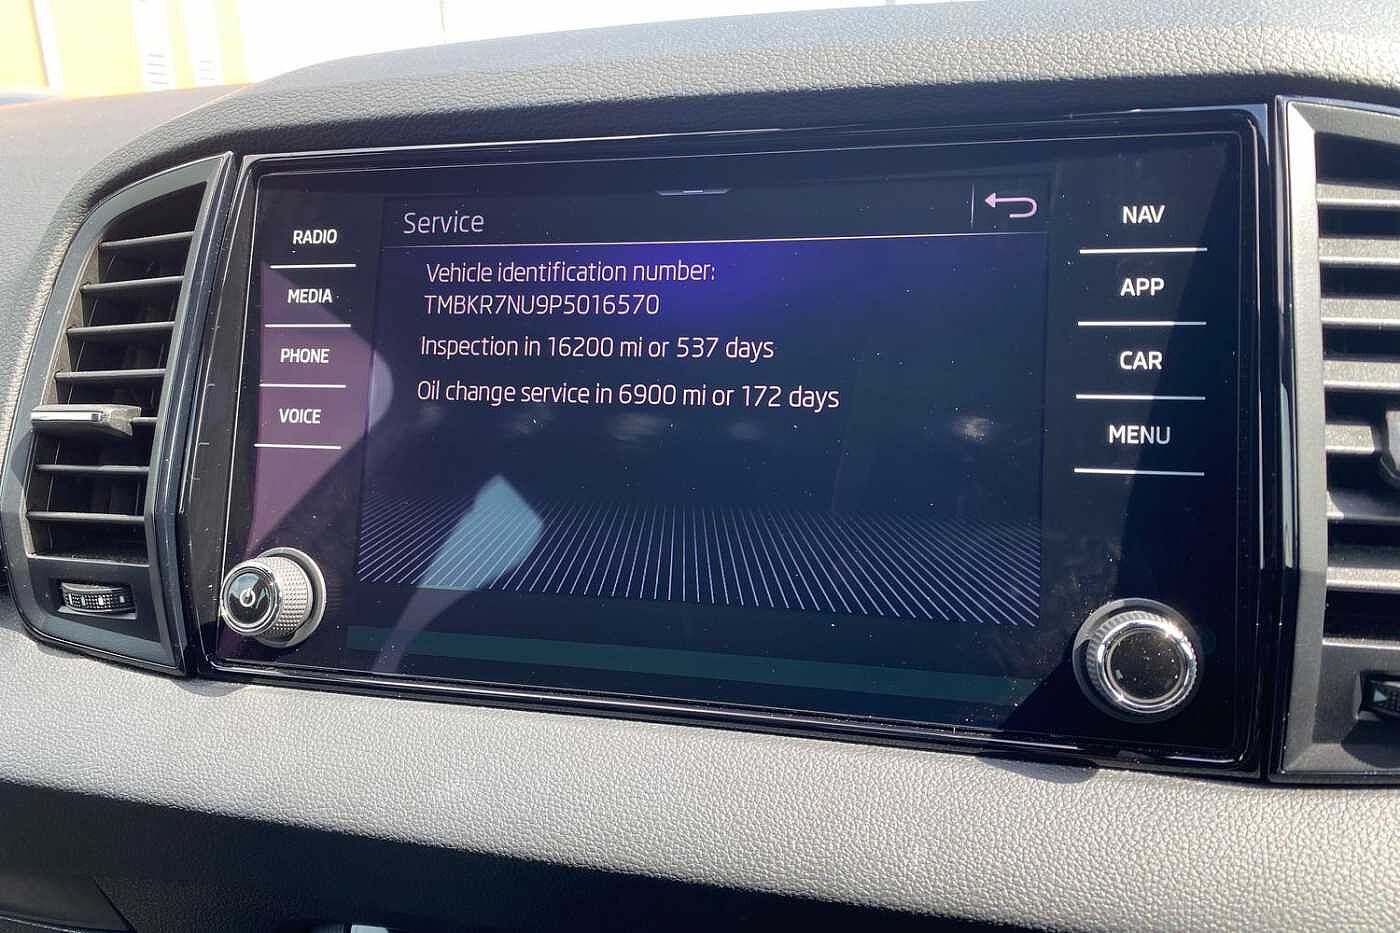 Service
Vehicle identification number:
TMBKR7NU9P5016570
Inspection in 16200 mi or 537 days
Oil change service in 6900 mi or 172 days
RADIO
MEDIA
PHONE
VOICE
NAV
APP
CAR
MENU